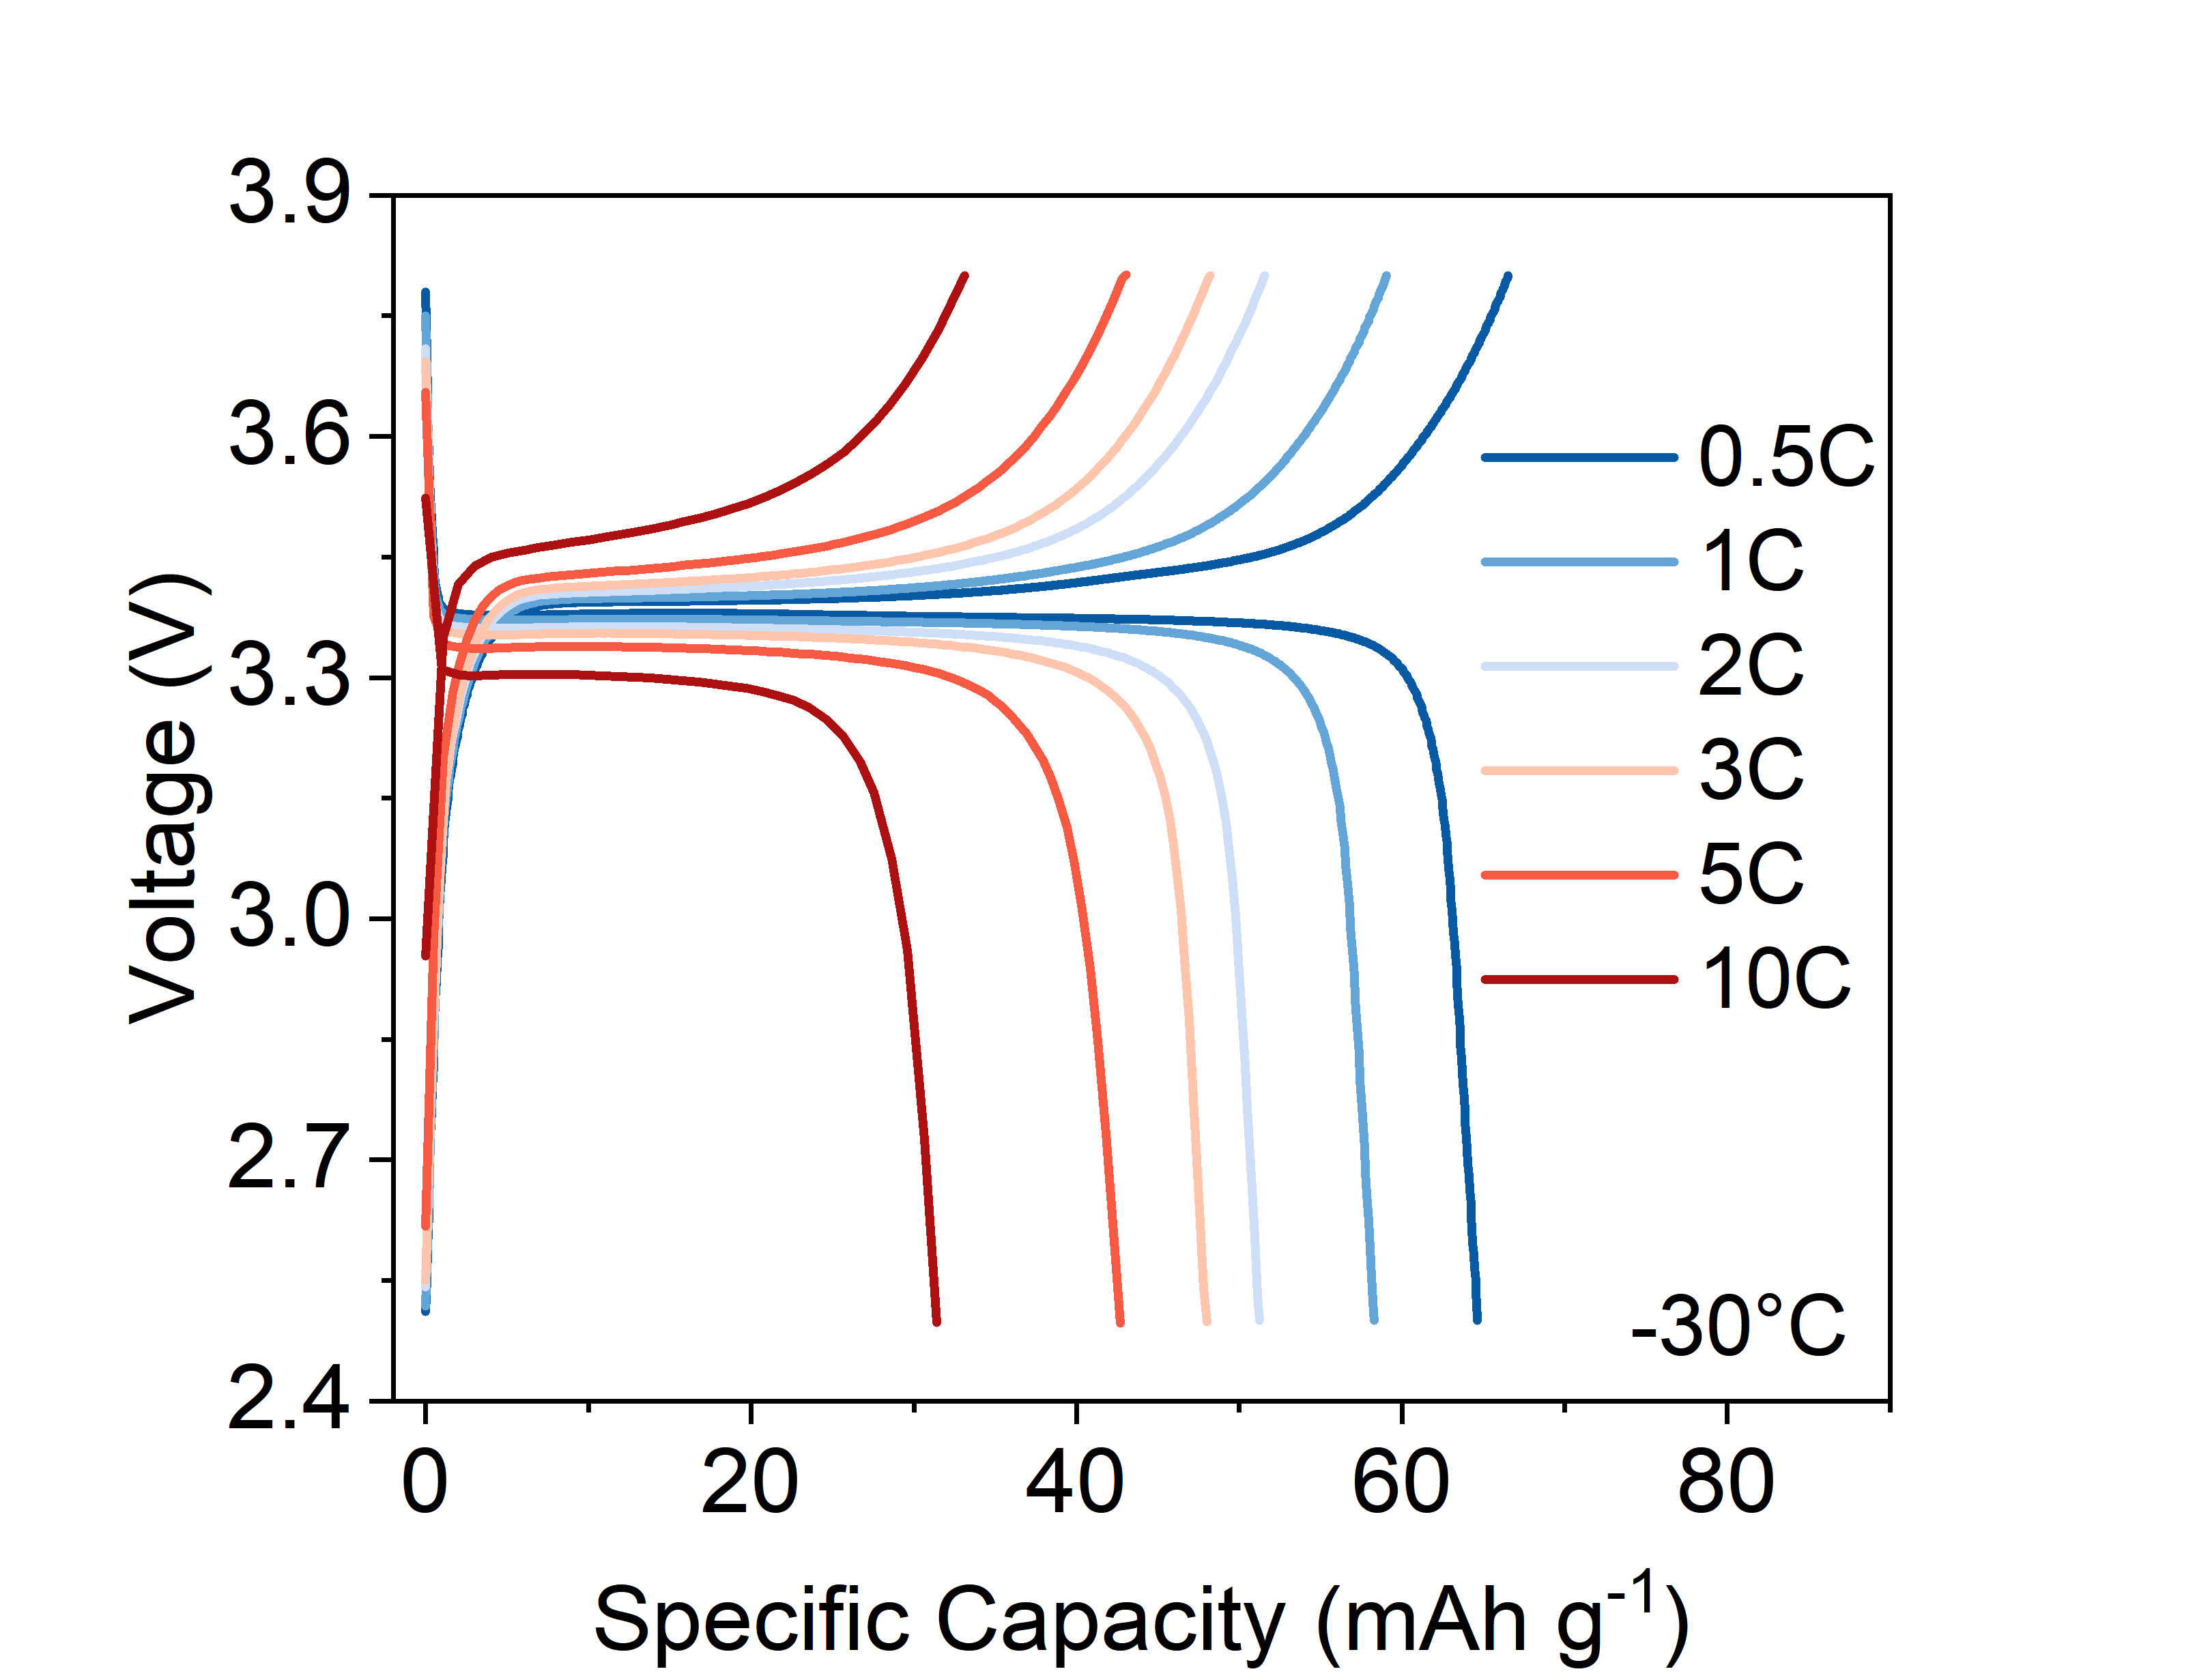 3.9
3.6
3.3
3.0
2.7
2.4
Voltage (V)
0.5C
1C
2C
3C
5C
10C
-30°C
0 20 40 60 80
Specific Capacity (mAh g⁻¹)